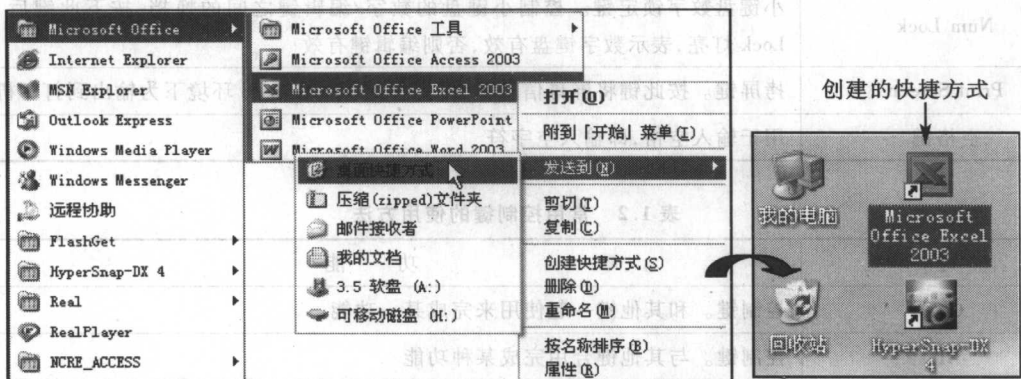 Microsoft Office
Internet Explorer
MSN Explorer
Outlook Express
Windows Media Player
Windows Messenger
远程协助
FlashGet
HyperSnap-DX 4
Real
RealPlayer
NCRE_ACCESS
Microsoft Office 工具
Microsoft Office Access 2003
Microsoft Office Excel 2003
Microsoft Office PowerPoint
Microsoft Office Word 2003
桌面快捷方式
压缩(zipped)文件夹
邮件接收者
我的文档
3.5 软盘 (A:)
可移动磁盘 (H:)
打开(O)
附到「开始」菜单(I)
发送到(N)
剪切(T)
复制(C)
创建快捷方式(S)
删除(D)
重命名(M)
按名称排序(B)
属性(R)
创建的快捷方式
我的电脑
Microsoft
Office Excel
2003
回收站
HyperSnap-DX
4